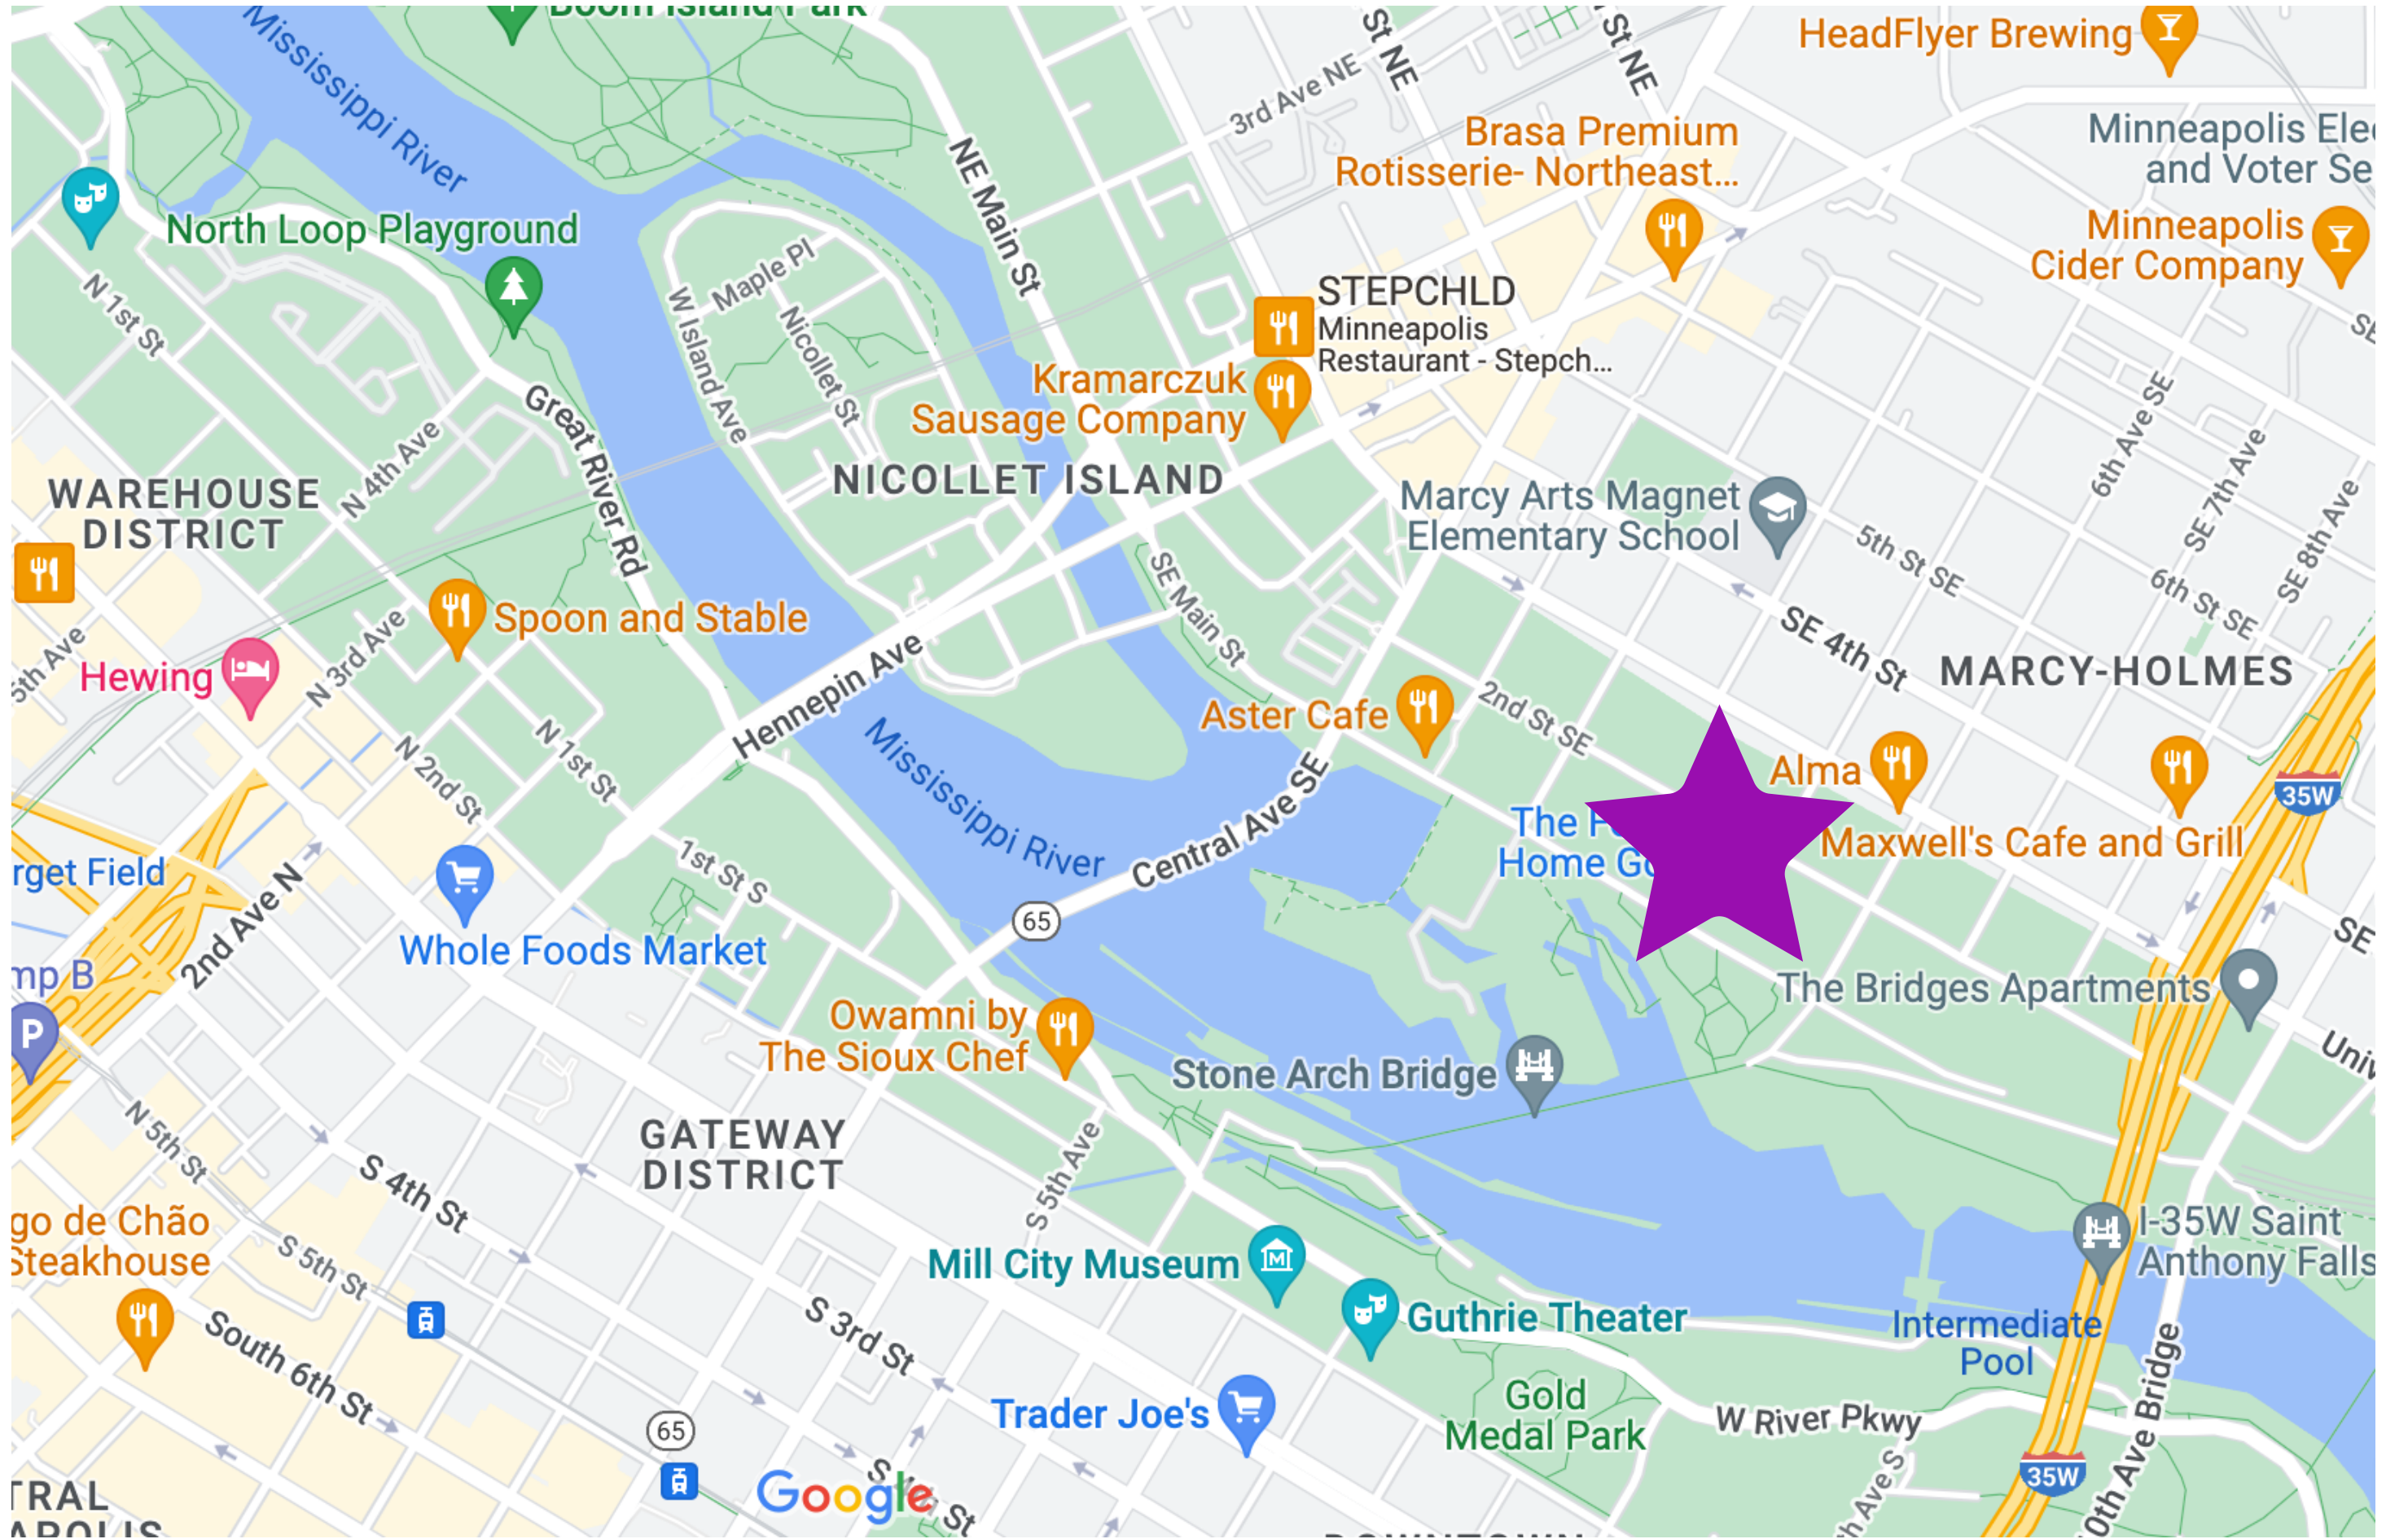 Boom Island Park
Mississippi River
St NE
St NE
HeadFlyer Brewing
3rd Ave NE
Brasa Premium
Rotisserie- Northeast...
Minneapolis Ele
and Voter Se
North Loop Playground
NE Main St
Minneapolis
Cider Company
Maple Pl
N 1st St
W Island Ave
Nicollet St
STEPCHLD
Minneapolis
Restaurant - Stepch...
SE
Kramarczuk
Sausage Company
Great River Rd
6th Ave SE
SE 7th Ave
SE 8th Ave
N 4th Ave
NICOLLET ISLAND
WAREHOUSE
DISTRICT
Marcy Arts Magnet
Elementary School
5th St SE
6th St SE
SE Main St
Spoon and Stable
SE 4th St
MARCY-HOLMES
5th Ave
Hewing
N 3rd Ave
Hennepin Ave
Aster Cafe
2nd St SE
N 2nd St
N 1st St
Mississippi River
Central Ave SE
Alma
35W
The
Home Go
Maxwell's Cafe and Grill
rget Field
1st St S
65
2nd Ave N
Whole Foods Market
SE
mp B
P
The Bridges Apartments
Owamni by
The Sioux Chef
Univ
Stone Arch Bridge
N 5th St
GATEWAY
DISTRICT
S 5th Ave
S 4th St
go de Chão
Steakhouse
S 5th St
Mill City Museum
I-35W Saint
Anthony Falls
Guthrie Theater
Intermediate
Pool
South 6th St
S 3rd St
Gold
Medal Park
Trader Joe's
W River Pkwy
10th Ave Bridge
65
35W
S 4th St
Google
h Ave S
TRAL
APOLIS
DOWNTOWN